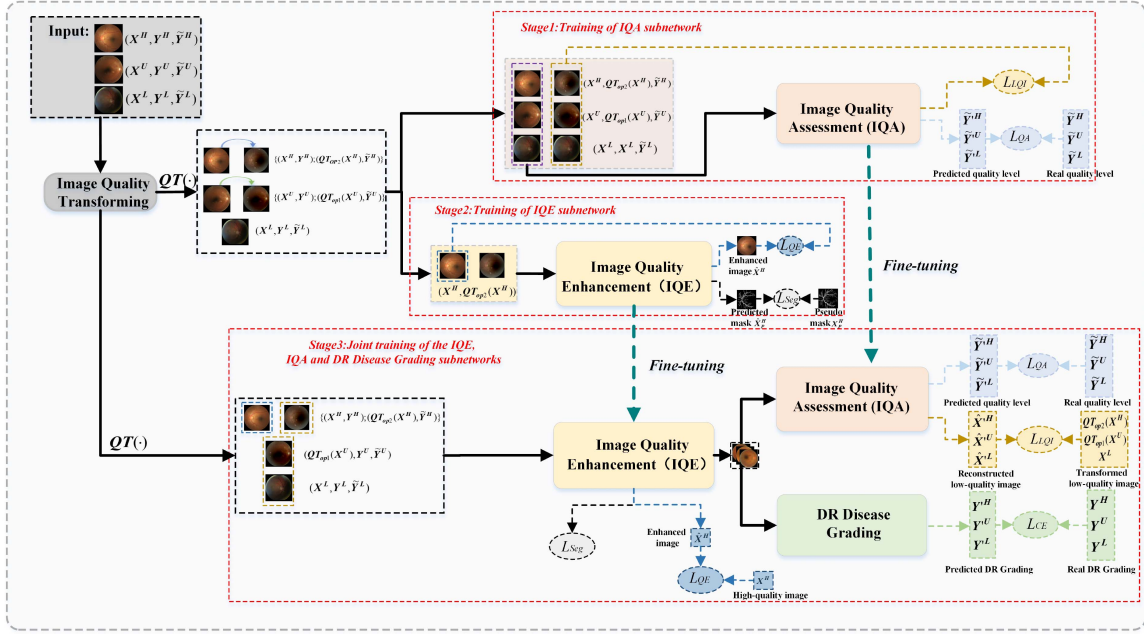 Input:
(X^H, Y^H, Ỹ^H)
(X^U, Y^U, Ỹ^U)
(X^L, Y^L, Ỹ^L)
Image Quality
Transforming
QT(·)
{(X^H, Y^H); (QT_op2(X^H), Ỹ^H)}
{(X^U, Y^U); (QT_op1(X^U), Ỹ^U)}
(X^L, Y^L, Ỹ^L)
Stage1:Training of IQA subnetwork
(X^H, QT_op2(X^H), Ỹ^H)
(X^U, QT_op1(X^U), Ỹ^U)
(X^L, X^L, Ỹ^L)
Image Quality
Assessment (IQA)
L_LQI
Ỹ'^H
Ỹ'^U
Ỹ'^L
L_QA
Ỹ^H
Ỹ^U
Ỹ^L
Predicted quality level
Real quality level
Stage2:Training of IQE subnetwork
(X^H, QT_op2(X^H))
Image Quality
Enhancement（IQE）
Enhanced
image X̂^H
L_QE
L_Seg
Predicted
mask X̂_v^H
Pseudo
mask X_v^H
Fine-tuning
Fine-tuning
Stage3:Joint training of the IQE,
IQA and DR Disease Grading subnetworks
QT(·)
{(X^H, Y^H); (QT_op2(X^H), Ỹ^H)}
(QT_op1(X^U), Y^U, Ỹ^U)
(X^L, Y^L, Ỹ^L)
Image Quality
Enhancement（IQE）
L_Seg
Enhanced
image
X̂^H
L_QE
X^H
High-quality image
Image Quality
Assessment (IQA)
Ỹ'^H
Ỹ'^U
Ỹ'^L
L_QA
Ỹ^H
Ỹ^U
Ỹ^L
Predicted quality level
Real quality level
X̂'^H
X̂'^U
X̂'^L
L_LQI
QT_op2(X^H)
QT_op1(X^U)
X^L
Reconstructed
low-quality image
Transformed
low-quality image
DR Disease
Grading
Y'^H
Y'^U
Y'^L
L_CE
Y^H
Y^U
Y^L
Predicted DR Grading
Real DR Grading